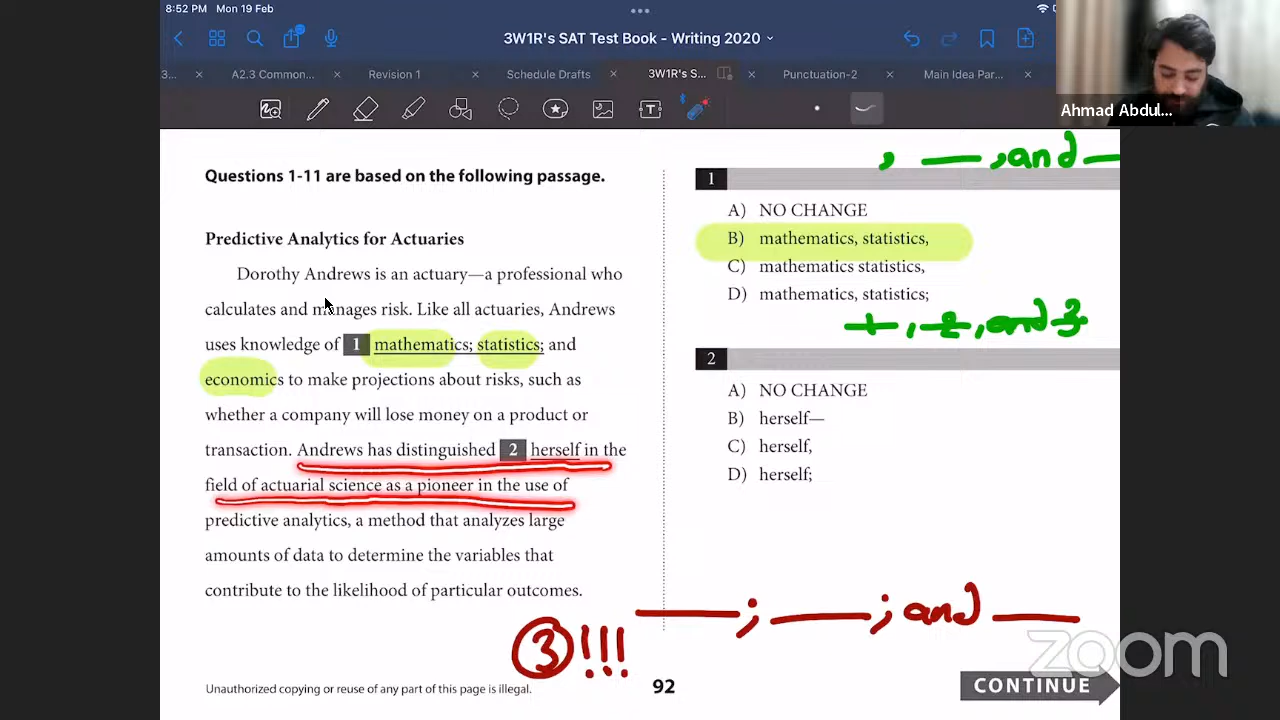 8:52 PM Mon 19 Feb
3W1R's SAT Test Book - Writing 2020
3...
A2.3 Common...
Revision 1
Schedule Drafts
3W1R's S...
Punctuation-2
Main Idea Par...
Ahmad Abdul...
Questions 1-11 are based on the following passage.
Predictive Analytics for Actuaries
Dorothy Andrews is an actuary—a professional who
calculates and manages risk. Like all actuaries, Andrews
uses knowledge of 1 mathematics; statistics; and
economics to make projections about risks, such as
whether a company will lose money on a product or
transaction. Andrews has distinguished 2 herself in the
field of actuarial science as a pioneer in the use of
predictive analytics, a method that analyzes large
amounts of data to determine the variables that
contribute to the likelihood of particular outcomes.
, __ , and __
1
A) NO CHANGE
B) mathematics, statistics,
C) mathematics statistics,
D) mathematics, statistics;
1, 2, and 3
2
A) NO CHANGE
B) herself—
C) herself,
D) herself;
__ ; __ ; and __
3 !!!
zoom
Unauthorized copying or reuse of any part of this page is illegal.
92
CONTINUE